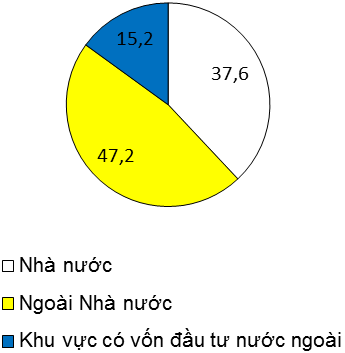 15,2
37,6
47,2
Nhà nước
Ngoài Nhà nước
Khu vực có vốn đầu tư nước ngoài